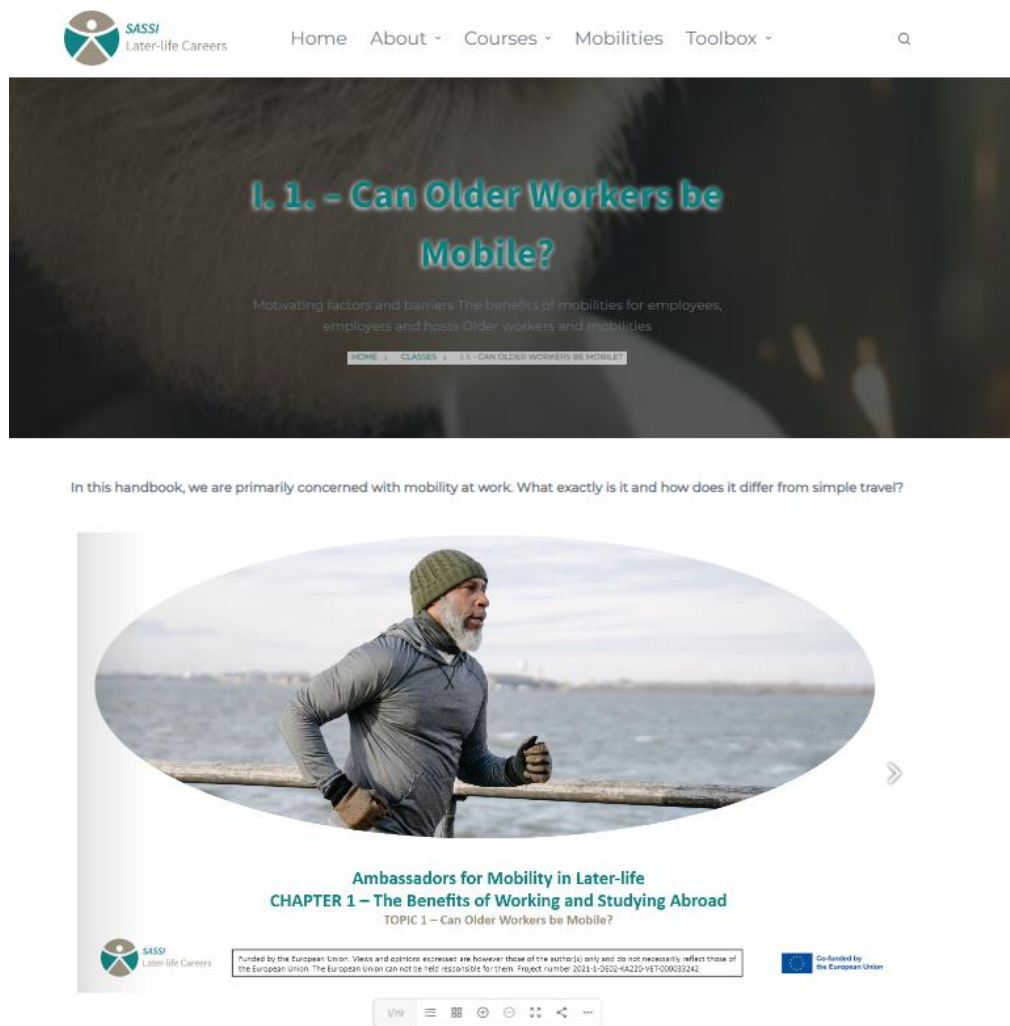 SASSI
Later-life Careers
Home About Courses Mobilities Toolbox
I. 1. – Can Older Workers be
Mobile?
Motivating factors and barriers The benefits of mobilities for employees,
employers and hosts Older workers and mobilities
HOME › CLASSES › I. 1. - CAN OLDER WORKERS BE MOBILE?
In this handbook, we are primarily concerned with mobility at work. What exactly is it and how does it differ from simple travel?
Ambassadors for Mobility in Later-life
CHAPTER 1 – The Benefits of Working and Studying Abroad
TOPIC 1 – Can Older Workers be Mobile?
SASSI
Later-life Careers
Funded by the European Union. Views and opinions expressed are however those of the author(s) only and do not necessarily reflect those of
the European Union. The European Union can not be held responsible for them. Project number 2021-1-DE02-KA220-VET-000033242
Co-funded by
the European Union
1/19